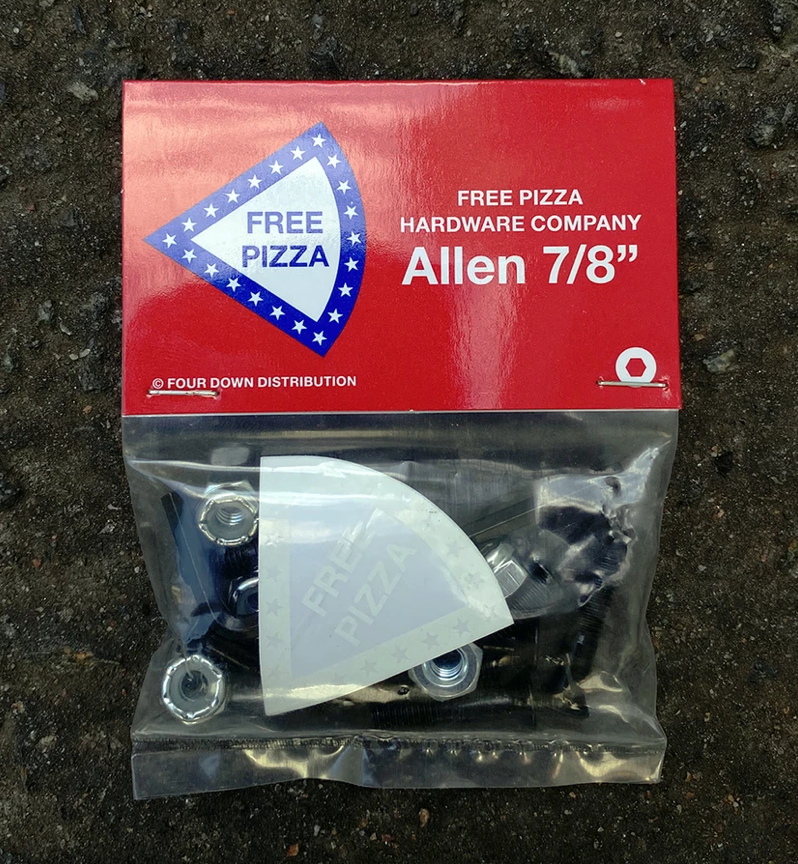 FREE
PIZZA
FREE PIZZA
HARDWARE COMPANY
Allen 7/8”
© FOUR DOWN DISTRIBUTION
FREE
PIZZA